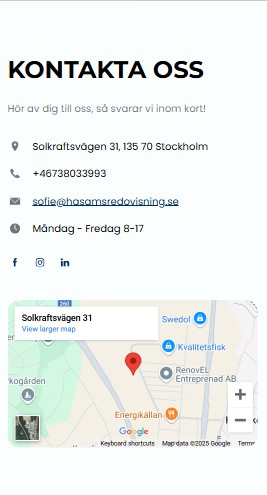 KONTAKTA OSS
Hör av dig till oss, så svarar vi inom kort!
Solkraftsvägen 31, 135 70 Stockholm
+46738033993
sofie@hasamsredovisning.se
Måndag - Fredag 8-17
in
260
Solkraftsvägen 31
View larger map
Swedol
Kvalitetsfisk
RenovEL
Entreprenad AB
rkogården
Energikällan
+
−
Google
Keyboard shortcuts
Map data ©2025 Google
Terms